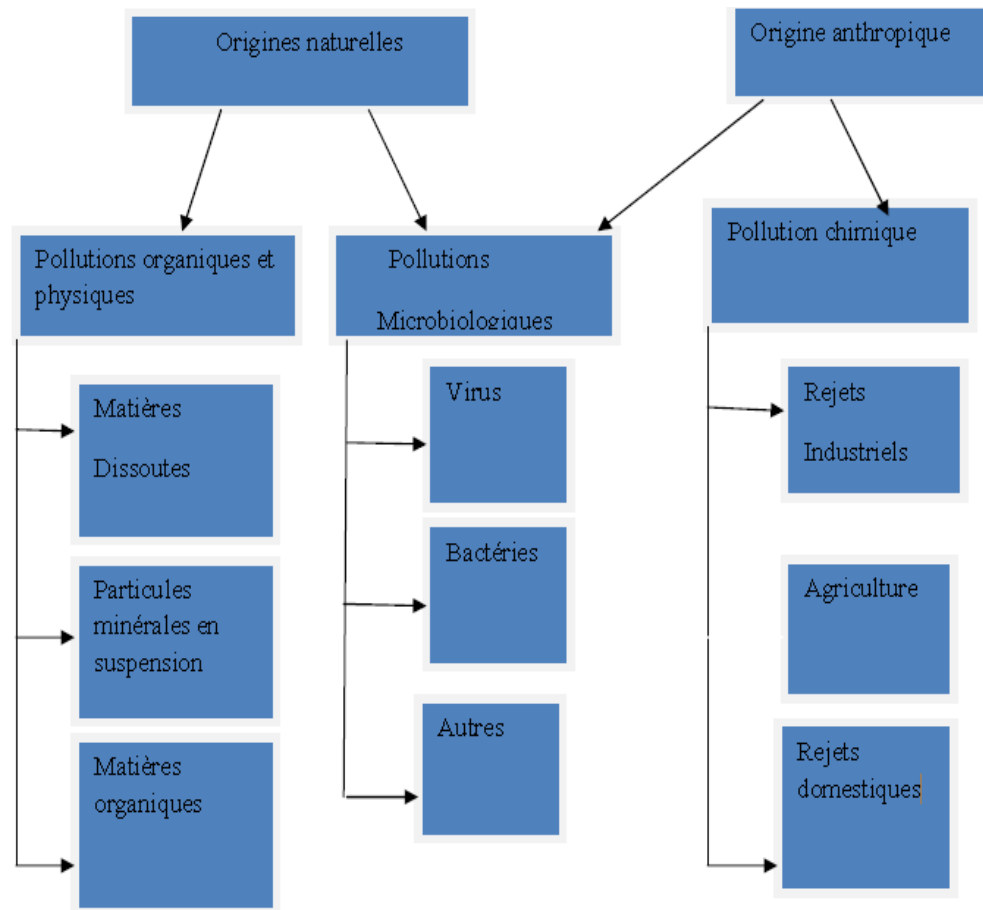 Origines naturelles
Origine anthropique
Pollutions organiques et
physiques
Pollutions
Microbiologiques
Pollution chimique
Matières
Dissoutes
Particules
minérales en
suspension
Matières
organiques
Virus
Bactéries
Autres
Rejets
Industriels
Agriculture
Rejets
domestiques